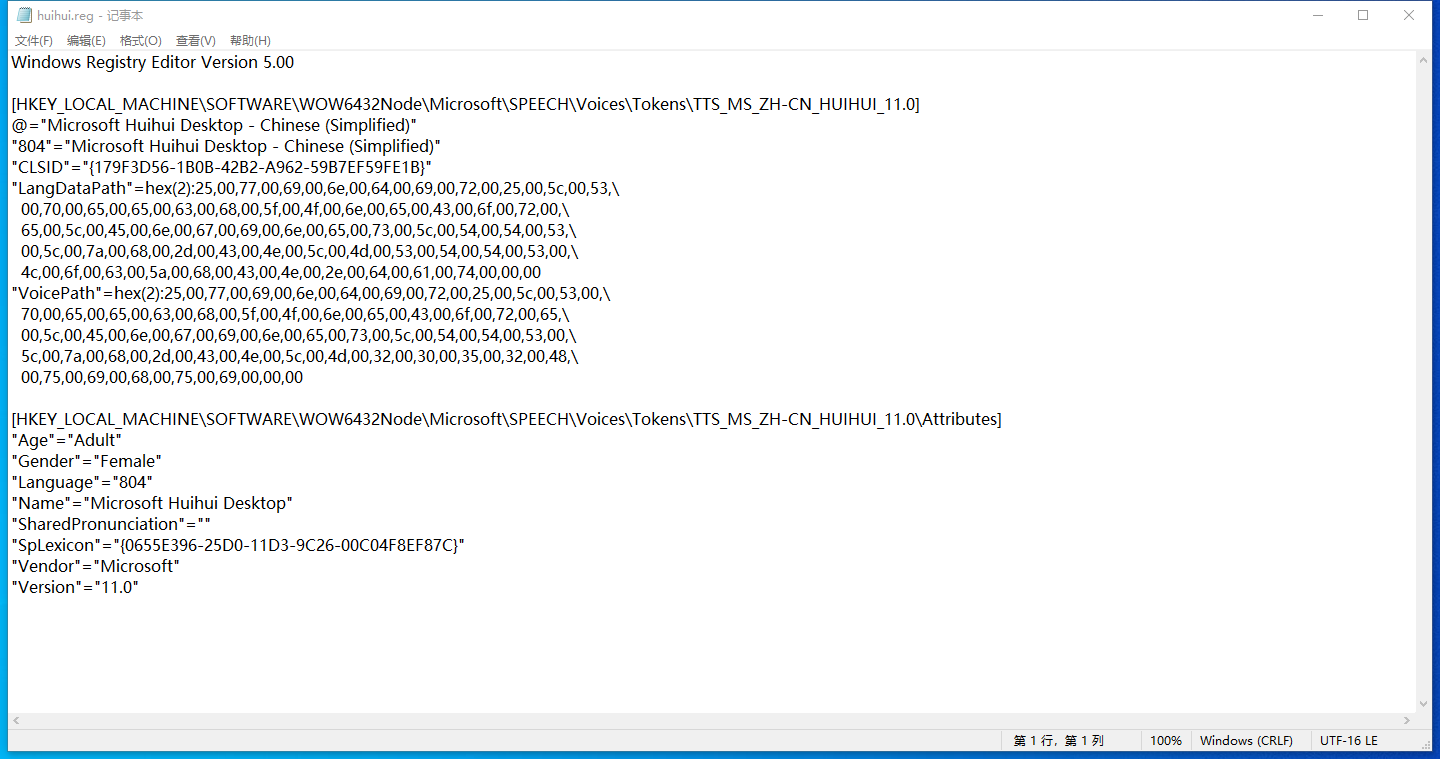 huihui.reg - 记事本
文件(F) 编辑(E) 格式(O) 查看(V) 帮助(H)
Windows Registry Editor Version 5.00
[HKEY_LOCAL_MACHINE\SOFTWARE\WOW6432Node\Microsoft\SPEECH\Voices\Tokens\TTS_MS_ZH-CN_HUIHUI_11.0]
@="Microsoft Huihui Desktop - Chinese (Simplified)"
"804"="Microsoft Huihui Desktop - Chinese (Simplified)"
"CLSID"="{179F3D56-1B0B-42B2-A962-59B7EF59FE1B}"
"LangDataPath"=hex(2):25,00,77,00,69,00,6e,00,64,00,69,00,72,00,25,00,5c,00,53,\
00,70,00,65,00,65,00,63,00,68,00,5f,00,4f,00,6e,00,65,00,43,00,6f,00,72,00,\
65,00,5c,00,45,00,6e,00,67,00,69,00,6e,00,65,00,73,00,5c,00,54,00,54,00,53,\
00,5c,00,7a,00,68,00,2d,00,43,00,4e,00,5c,00,4d,00,53,00,54,00,54,00,53,00,\
4c,00,6f,00,63,00,5a,00,68,00,43,00,4e,00,2e,00,64,00,61,00,74,00,00,00
"VoicePath"=hex(2):25,00,77,00,69,00,6e,00,64,00,69,00,72,00,25,00,5c,00,53,00,\
70,00,65,00,65,00,63,00,68,00,5f,00,4f,00,6e,00,65,00,43,00,6f,00,72,00,65,\
00,5c,00,45,00,6e,00,67,00,69,00,6e,00,65,00,73,00,5c,00,54,00,54,00,53,00,\
5c,00,7a,00,68,00,2d,00,43,00,4e,00,5c,00,4d,00,32,00,30,00,35,00,32,00,48,\
00,75,00,69,00,68,00,75,00,69,00,00,00
[HKEY_LOCAL_MACHINE\SOFTWARE\WOW6432Node\Microsoft\SPEECH\Voices\Tokens\TTS_MS_ZH-CN_HUIHUI_11.0\Attributes]
"Age"="Adult"
"Gender"="Female"
"Language"="804"
"Name"="Microsoft Huihui Desktop"
"SharedPronunciation"=""
"SpLexicon"="{0655E396-25D0-11D3-9C26-00C04F8EF87C}"
"Vendor"="Microsoft"
"Version"="11.0"
第 1 行，第 1 列 100% Windows (CRLF) UTF-16 LE